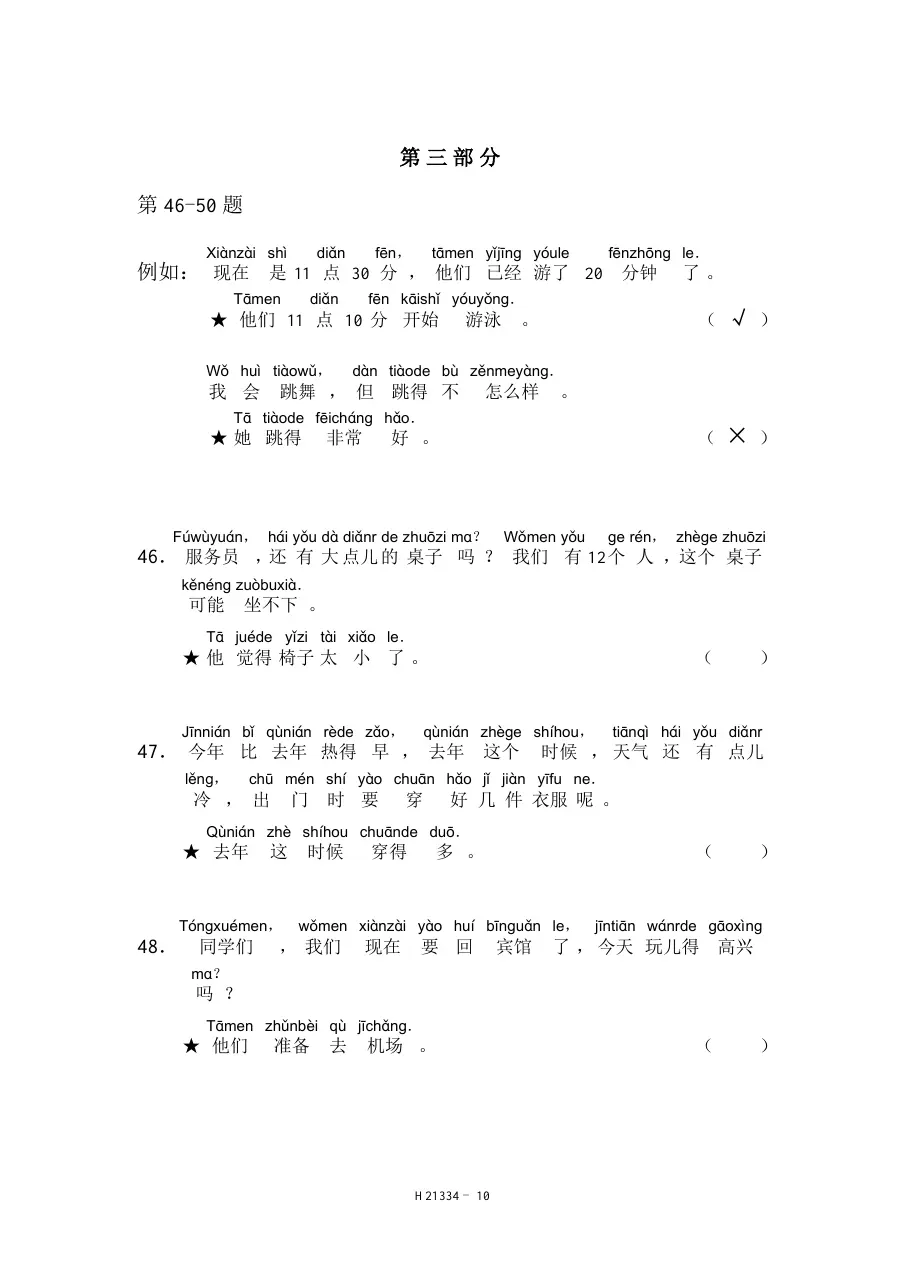 第三部分
第 46-50 题
Xiànzài shì diǎn fēn， tāmen yǐjīng yóule fēnzhōng le．
例如： 现在 是 11 点 30 分 ， 他们 已经 游了 20 分钟 了 。
Tāmen diǎn fēn kāishǐ yóuyǒng．
★ 他们 11 点 10 分 开始 游泳 。 （ √ ）
Wǒ huì tiàowǔ， dàn tiàode bù zěnmeyàng．
我 会 跳舞 ， 但 跳得 不 怎么样 。
Tā tiàode fēicháng hǎo．
★ 她 跳得 非常 好 。 （ × ）
Fúwùyuán， hái yǒu dà diǎnr de zhuōzi ma？ Wǒmen yǒu ge rén， zhège zhuōzi
46． 服务员 ，还 有 大 点儿 的 桌子 吗 ？ 我们 有 12 个 人 ，这个 桌子
kěnéng zuòbuxià．
可能 坐不下 。
Tā juéde yǐzi tài xiǎo le．
★ 他 觉得 椅子 太 小 了 。 （ ）
Jīnnián bǐ qùnián rède zǎo， qùnián zhège shíhou， tiānqì hái yǒu diǎnr
47． 今年 比 去年 热得 早 ， 去年 这个 时候 ，天气 还 有 点儿
lěng， chū mén shí yào chuān hǎo jǐ jiàn yīfu ne．
冷 ， 出 门 时 要 穿 好 几 件 衣服 呢 。
Qùnián zhè shíhou chuānde duō．
★ 去年 这 时候 穿得 多 。 （ ）
Tóngxuémen， wǒmen xiànzài yào huí bīnguǎn le， jīntiān wánrde gāoxìng
48． 同学们 ， 我们 现在 要 回 宾馆 了 ，今天 玩儿得 高兴
ma？
吗 ？
Tāmen zhǔnbèi qù jīchǎng．
★ 他们 准备 去 机场 。 （ ）
H 21334 - 10